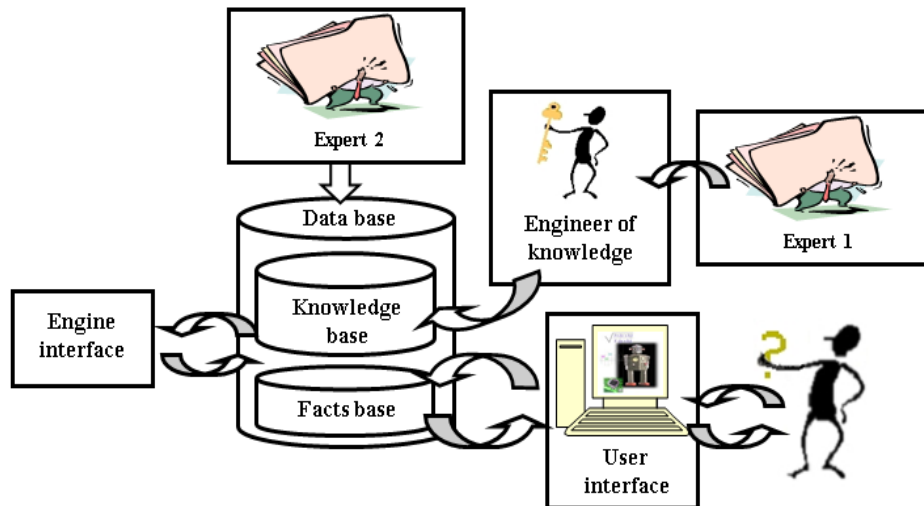 Expert 2
Data base
Engineer of
knowledge
Expert 1
Engine
interface
Knowledge
base
Facts base
?
User
interface